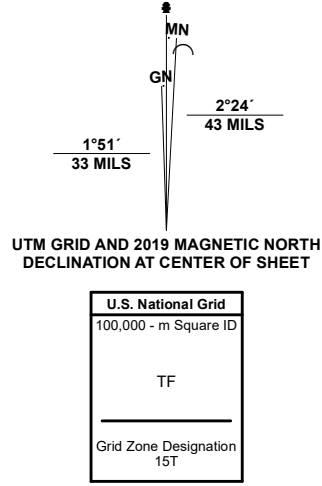 MN
GN
2°24´
43 MILS
1°51´
33 MILS
UTM GRID AND 2019 MAGNETIC NORTH
DECLINATION AT CENTER OF SHEET
U.S. National Grid
100,000 - m Square ID
TF
Grid Zone Designation
15T